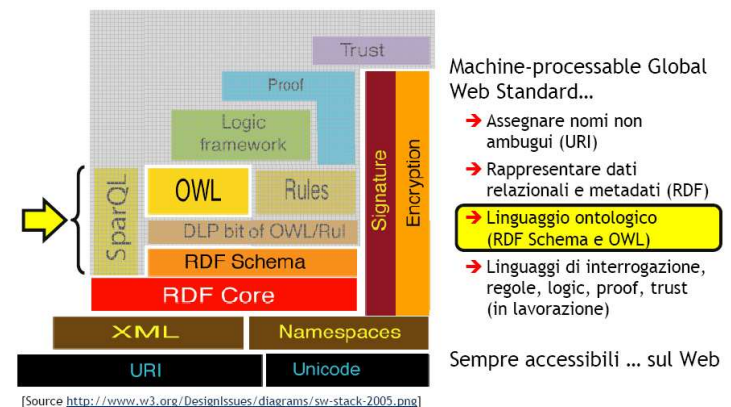 Trust
Proof
Logic
framework
SparQL
OWL
Rules
DLP bit of OWL/Rul
RDF Schema
RDF Core
Signature
Encryption
XML
Namespaces
URI
Unicode
[Source http://www.w3.org/DesignIssues/diagrams/sw-stack-2005.png]
Machine-processable Global
Web Standard...
➔ Assegnare nomi non
ambugui (URI)
➔ Rappresentare dati
relazionali e metadati (RDF)
➔ Linguaggio ontologico
(RDF Schema e OWL)
➔ Linguaggi di interrogazione,
regole, logic, proof, trust
(in lavorazione)
Sempre accessibili ... sul Web